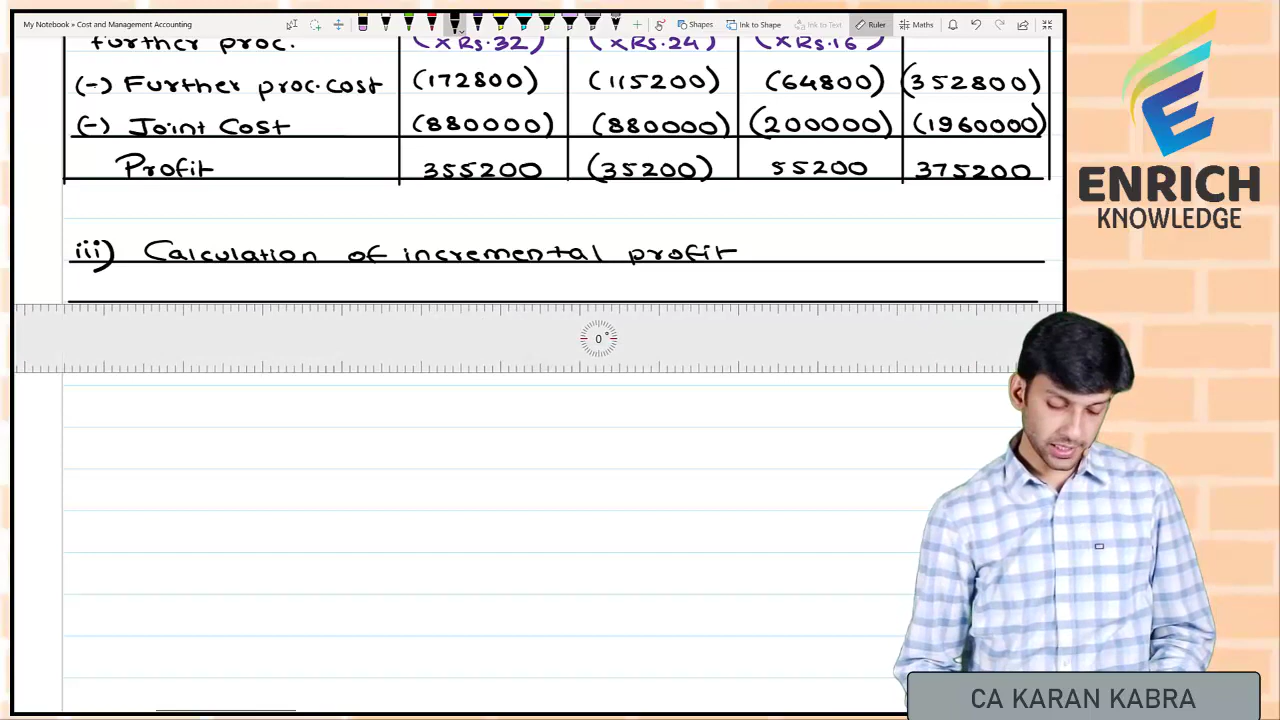 My Notebook » Cost and Management Accounting
Shapes Ink to Shape Ink to Text Ruler Maths
further proc. (× Rs.32) (× Rs.24) (× Rs.16)
(-) Further proc. cost (172800) (115200) (64800) (352800)
(-) Joint Cost (880000) (880000) (200000) (1960000)
Profit 355200 (35200) 55200 375200
iii) Calculation of incremental profit
0°
ENRICH
KNOWLEDGE
CA KARAN KABRA